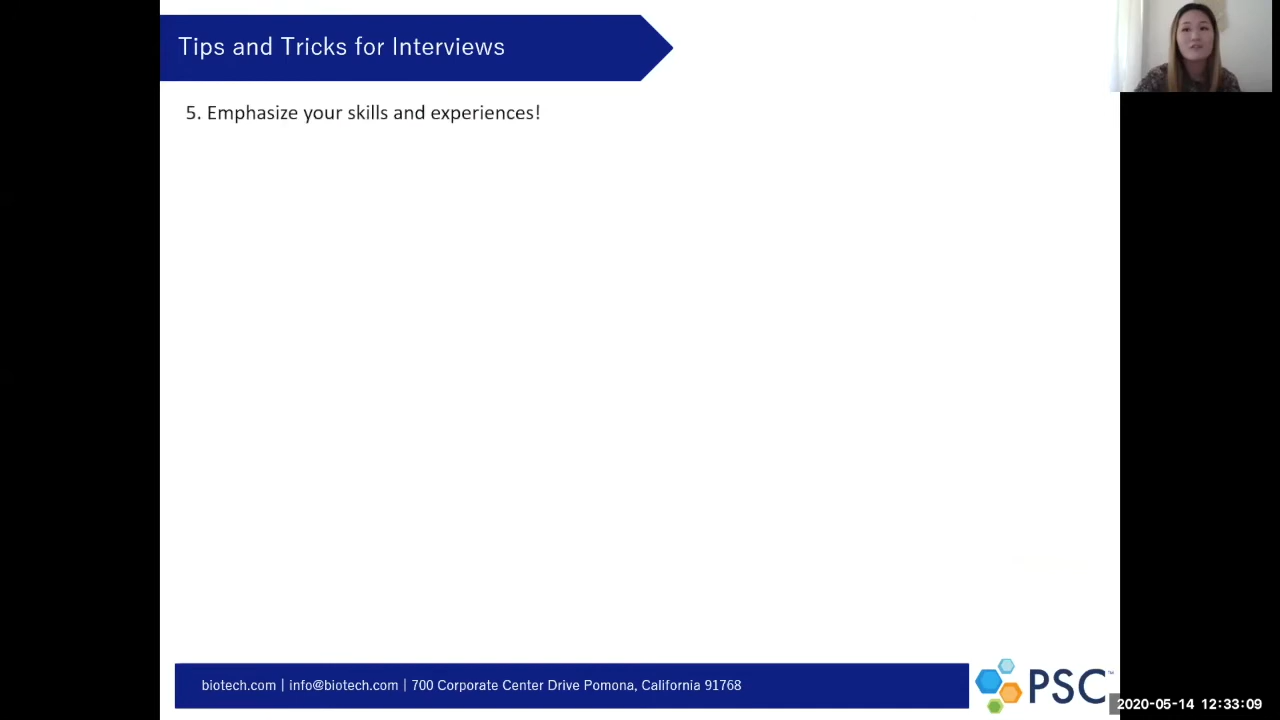 Tips and Tricks for Interviews
5. Emphasize your skills and experiences!
biotech.com | info@biotech.com | 700 Corporate Center Drive Pomona, California 91768
PSC™
2020-05-14 12:33:09